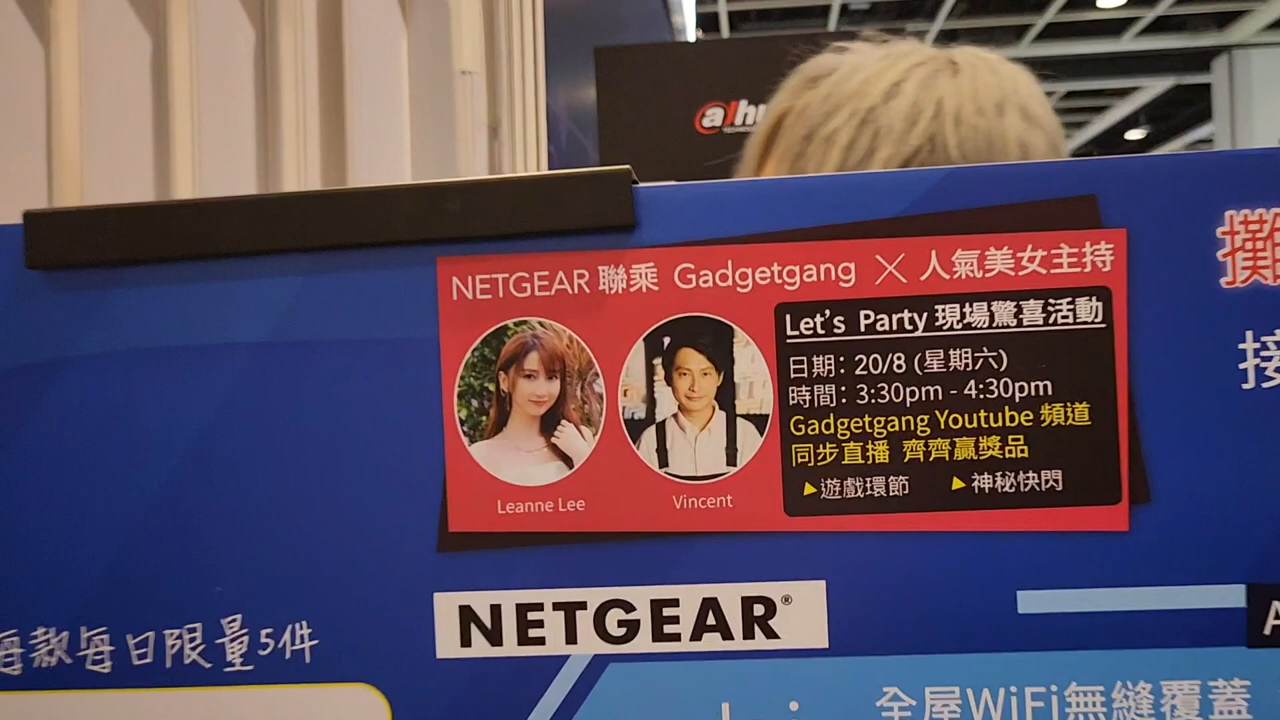 NETGEAR 聯乘 Gadgetgang × 人氣美女主持
Let's Party 現場驚喜活動
日期：20/8 (星期六)
時間：3:30pm - 4:30pm
Gadgetgang Youtube 頻道
同步直播 齊齊贏獎品
▶遊戲環節 ▶神秘快閃
Leanne Lee
Vincent
攤
接
每款每日限量5件
NETGEAR®
全屋WiFi無縫覆蓋